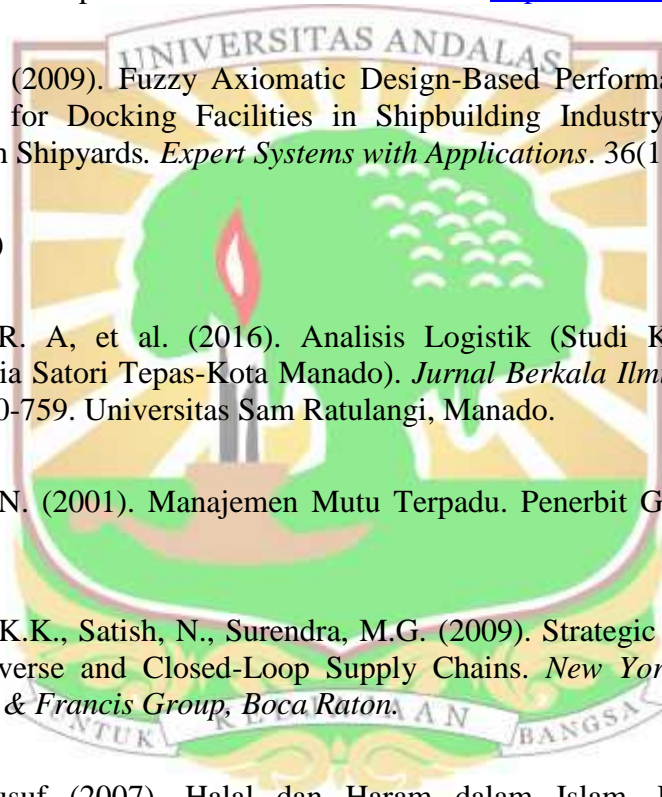 UNIVERSITAS ANDALAS
(2009). Fuzzy Axiomatic Design-Based Performa
for Docking Facilities in Shipbuilding Industry
Shipyards. Expert Systems with Applications. 36(1
)
R. A, et al. (2016). Analisis Logistik (Studi K
ia Satori Tepas-Kota Manado). Jurnal Berkala Ilm
0-759. Universitas Sam Ratulangi, Manado.
N. (2001). Manajemen Mutu Terpadu. Penerbit G
K.K., Satish, N., Surendra, M.G. (2009). Strategic
verse and Closed-Loop Supply Chains. New Yor
& Francis Group, Boca Raton.
UNTUK KEDJAJAAN BANGSA
usuf (2007). Halal dan Haram dalam Islam.